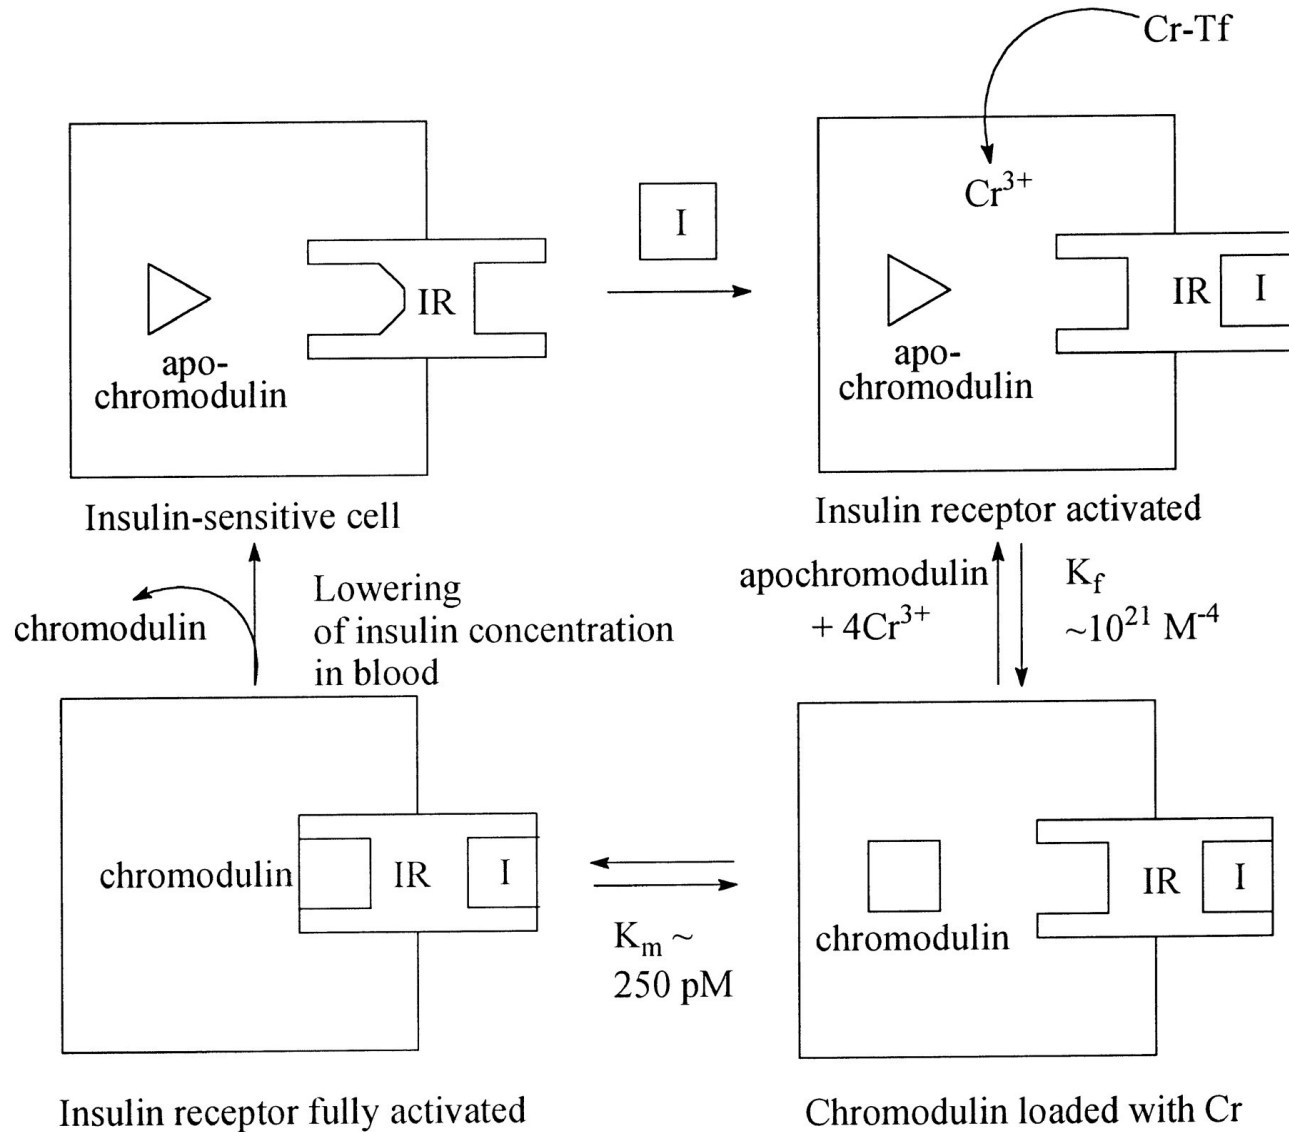 Cr-Tf
Cr³⁺
I
IR
apo-
chromodulin
IR
I
apo-
chromodulin
Insulin-sensitive cell
Insulin receptor activated
chromodulin
Lowering
of insulin concentration
in blood
apochromodulin
+ 4Cr³⁺
K_f
~10²¹ M⁻⁴
chromodulin
IR
I
K_m ~
250 pM
chromodulin
IR
I
Insulin receptor fully activated
Chromodulin loaded with Cr